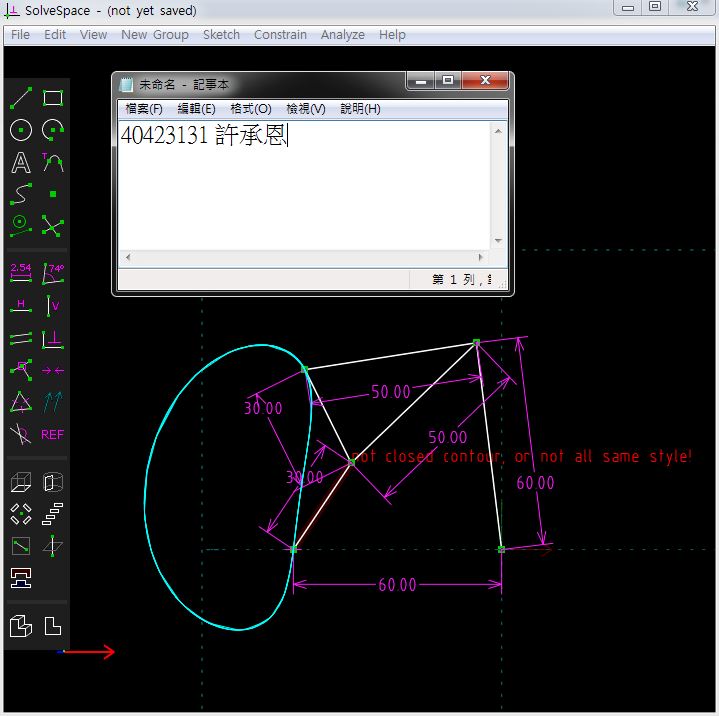 SolveSpace - (not yet saved)
File Edit View New Group Sketch Constrain Analyze Help
未命名 - 記事本
檔案(F) 編輯(E) 格式(O) 檢視(V) 說明(H)
40423131 許承恩
第 1 列,
A
T
2.54
74º
H
V
REF
50.00
30.00
50.00
not closed contour, or not all same style!
30.00
60.00
60.00